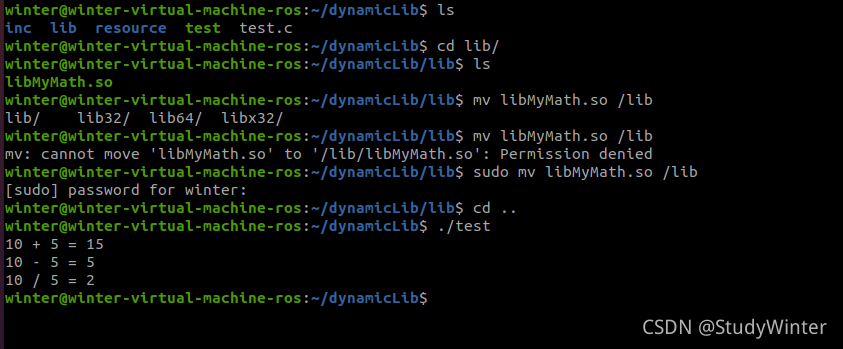 winter@winter-virtual-machine-ros:~/dynamicLib$ ls
inc  lib  resource  test  test.c
winter@winter-virtual-machine-ros:~/dynamicLib$ cd lib/
winter@winter-virtual-machine-ros:~/dynamicLib/lib$ ls
libMyMath.so
winter@winter-virtual-machine-ros:~/dynamicLib/lib$ mv libMyMath.so /lib
lib/    lib32/  lib64/  libx32/
winter@winter-virtual-machine-ros:~/dynamicLib/lib$ mv libMyMath.so /lib
mv: cannot move 'libMyMath.so' to '/lib/libMyMath.so': Permission denied
winter@winter-virtual-machine-ros:~/dynamicLib/lib$ sudo mv libMyMath.so /lib
[sudo] password for winter:
winter@winter-virtual-machine-ros:~/dynamicLib/lib$ cd ..
winter@winter-virtual-machine-ros:~/dynamicLib$ ./test
10 + 5 = 15
10 - 5 = 5
10 / 5 = 2
winter@winter-virtual-machine-ros:~/dynamicLib$
CSDN @StudyWinter